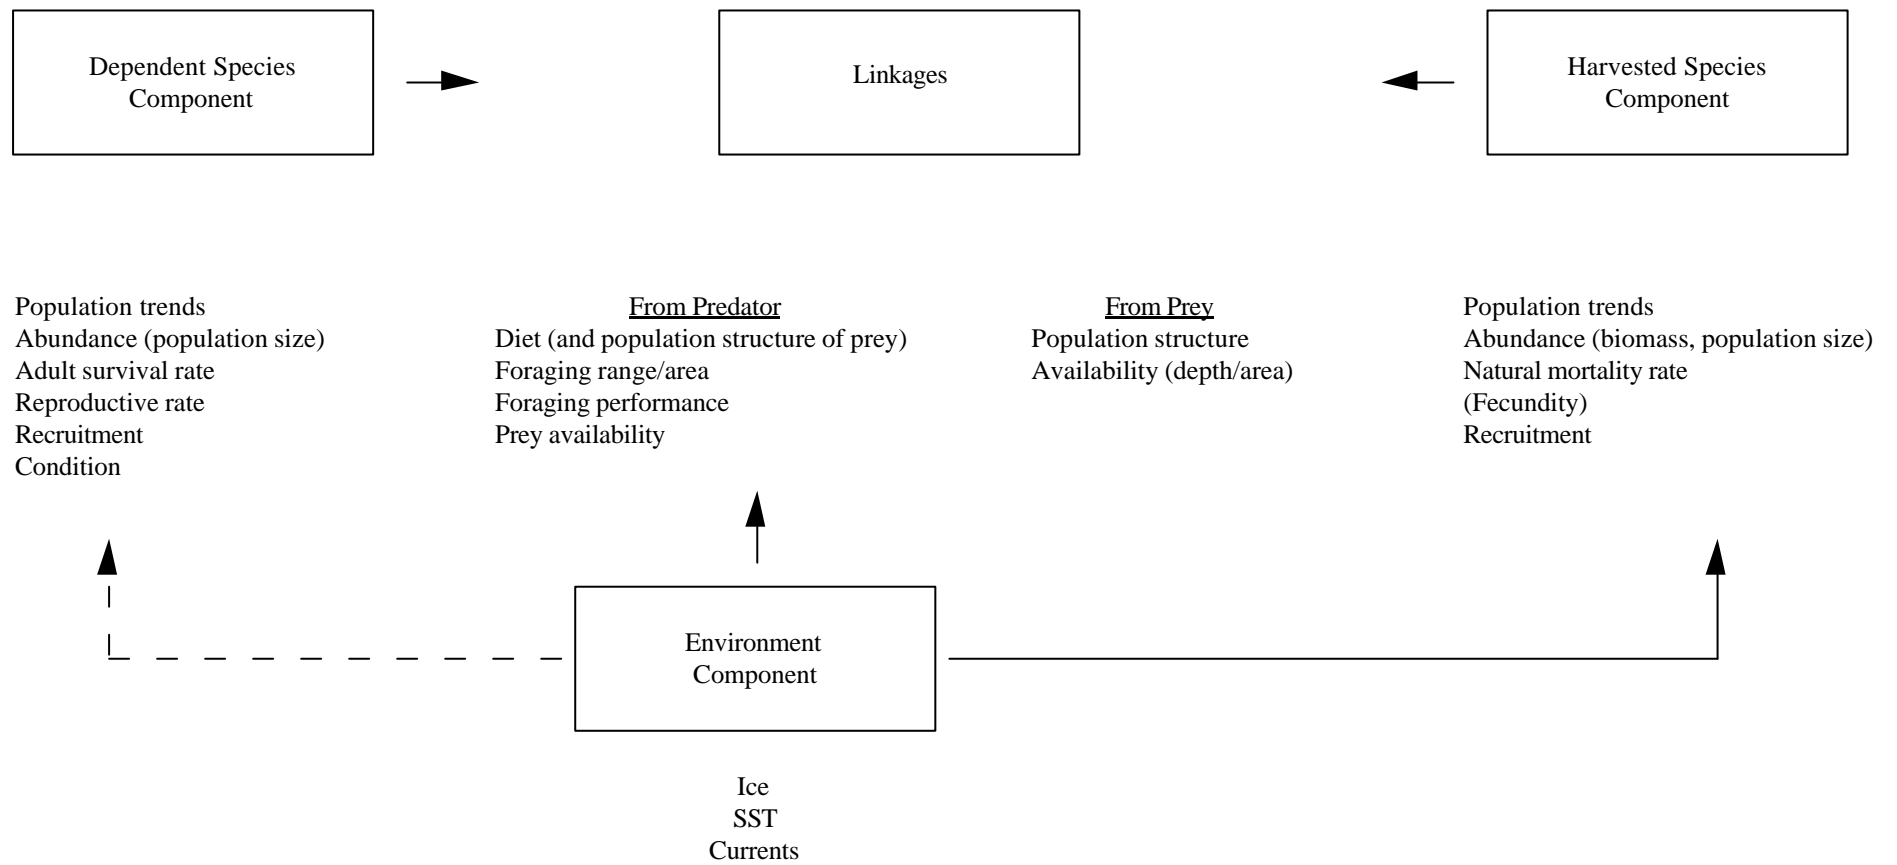 Dependent Species
Component
Linkages
Harvested Species
Component
Population trends
Abundance (population size)
Adult survival rate
Reproductive rate
Recruitment
Condition
From Predator
Diet (and population structure of prey)
Foraging range/area
Foraging performance
Prey availability
From Prey
Population structure
Availability (depth/area)
Population trends
Abundance (biomass, population size)
Natural mortality rate
(Fecundity)
Recruitment
Environment
Component
Ice
SST
Currents